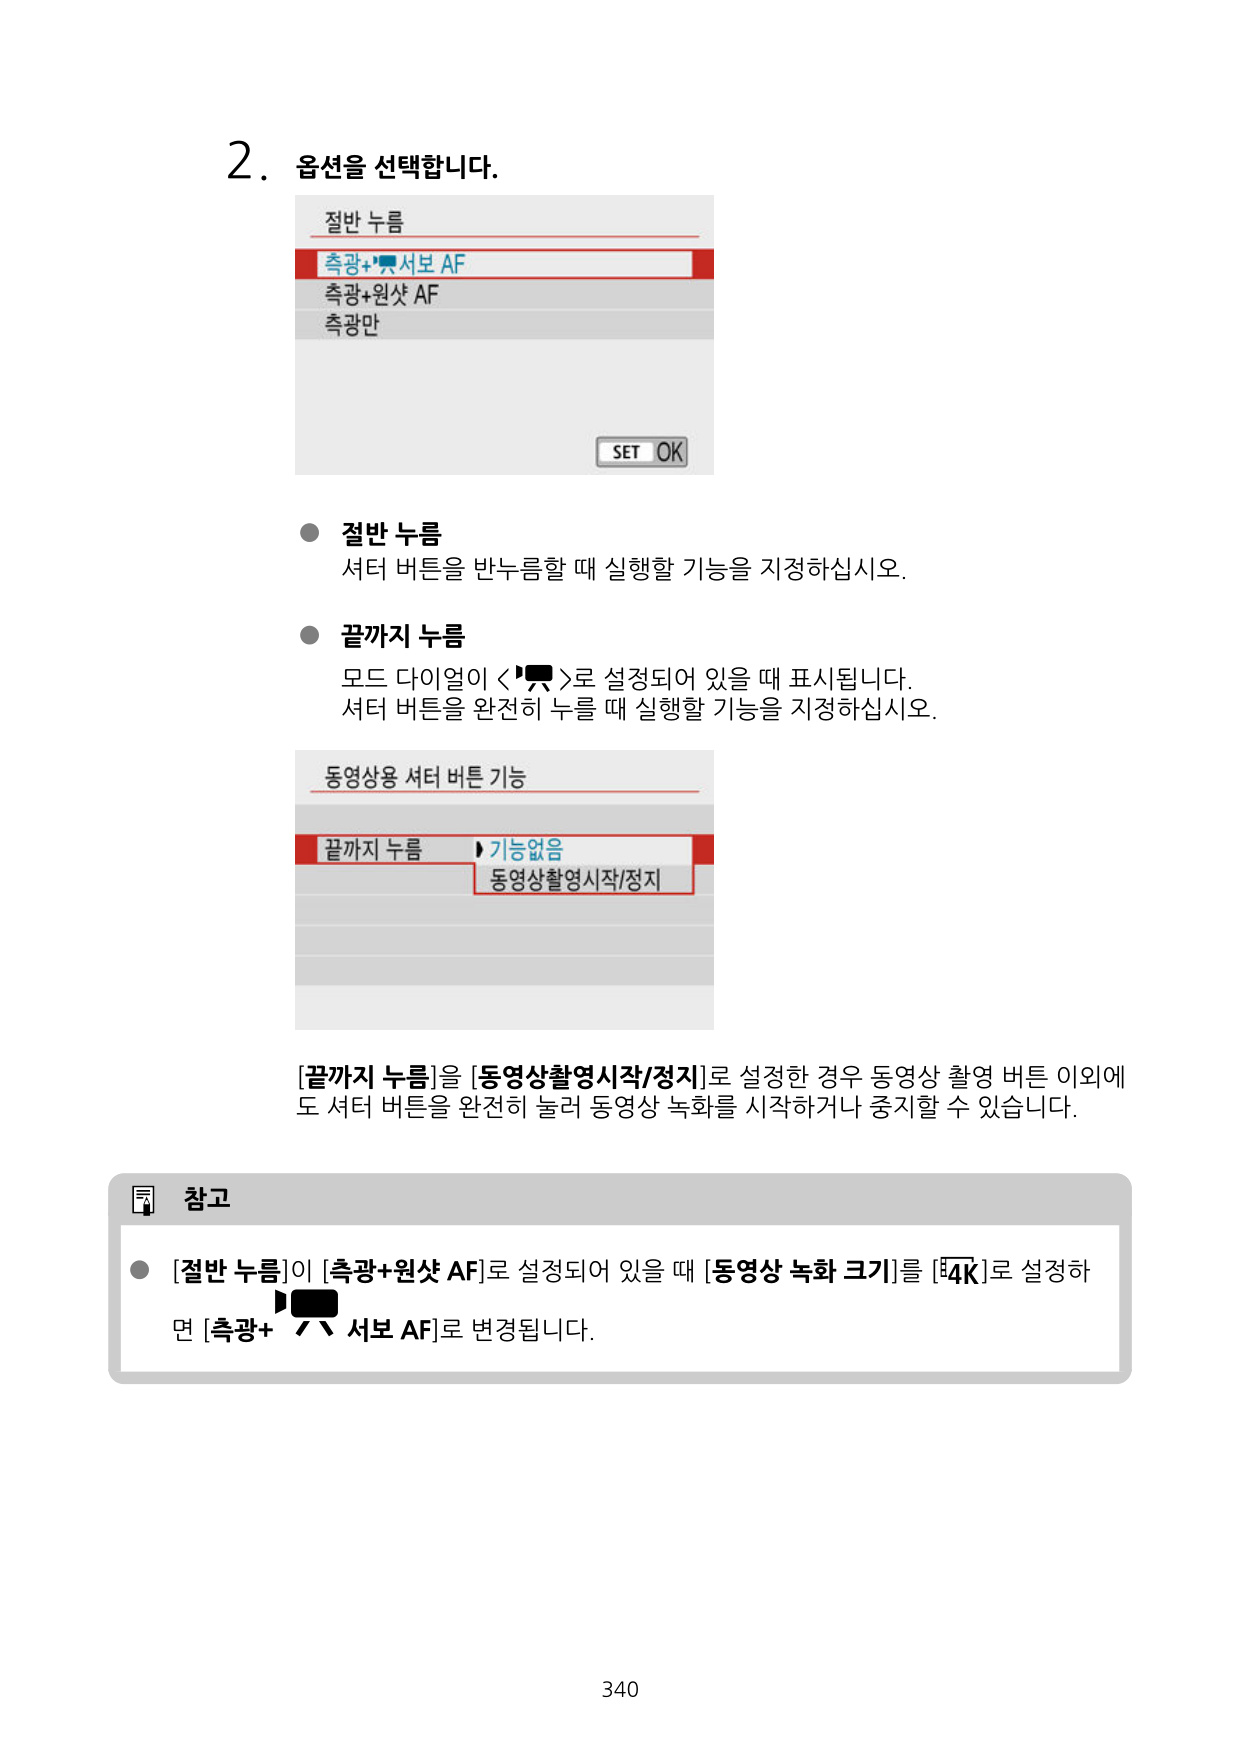 2. 옵션을 선택합니다.
절반 누름
측광+서보 AF
측광+원샷 AF
측광만
SET OK
● 절반 누름
셔터 버튼을 반누름할 때 실행할 기능을 지정하십시오.
● 끝까지 누름
모드 다이얼이 < >로 설정되어 있을 때 표시됩니다.
셔터 버튼을 완전히 누를 때 실행할 기능을 지정하십시오.
동영상용 셔터 버튼 기능
끝까지 누름 기능없음
동영상촬영시작/정지
[끝까지 누름]을 [동영상촬영시작/정지]로 설정한 경우 동영상 촬영 버튼 이외에
도 셔터 버튼을 완전히 눌러 동영상 녹화를 시작하거나 중지할 수 있습니다.
참고
● [절반 누름]이 [측광+원샷 AF]로 설정되어 있을 때 [동영상 녹화 크기]를 [4K]로 설정하
면 [측광+ 서보 AF]로 변경됩니다.
340